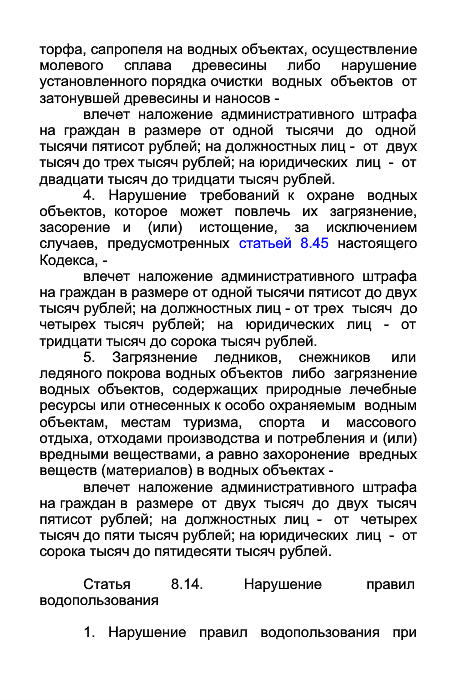 торфа, сапропеля на водных объектах, осуществление
молевого сплава древесины либо нарушение
установленного порядка очистки водных объектов от
затонувшей древесины и наносов -
влечет наложение административного штрафа
на граждан в размере от одной тысячи до одной
тысячи пятисот рублей; на должностных лиц - от двух
тысяч до трех тысяч рублей; на юридических лиц - от
двадцати тысяч до тридцати тысяч рублей.
4. Нарушение требований к охране водных
объектов, которое может повлечь их загрязнение,
засорение и (или) истощение, за исключением
случаев, предусмотренных статьей 8.45 настоящего
Кодекса, -
влечет наложение административного штрафа
на граждан в размере от одной тысячи пятисот до двух
тысяч рублей; на должностных лиц - от трех тысяч до
четырех тысяч рублей; на юридических лиц - от
тридцати тысяч до сорока тысяч рублей.
5. Загрязнение ледников, снежников или
ледяного покрова водных объектов либо загрязнение
водных объектов, содержащих природные лечебные
ресурсы или отнесенных к особо охраняемым водным
объектам, местам туризма, спорта и массового
отдыха, отходами производства и потребления и (или)
вредными веществами, а равно захоронение вредных
веществ (материалов) в водных объектах -
влечет наложение административного штрафа
на граждан в размере от двух тысяч до двух тысяч
пятисот рублей; на должностных лиц - от четырех
тысяч до пяти тысяч рублей; на юридических лиц - от
сорока тысяч до пятидесяти тысяч рублей.
Статья 8.14. Нарушение правил
водопользования
1. Нарушение правил водопользования при